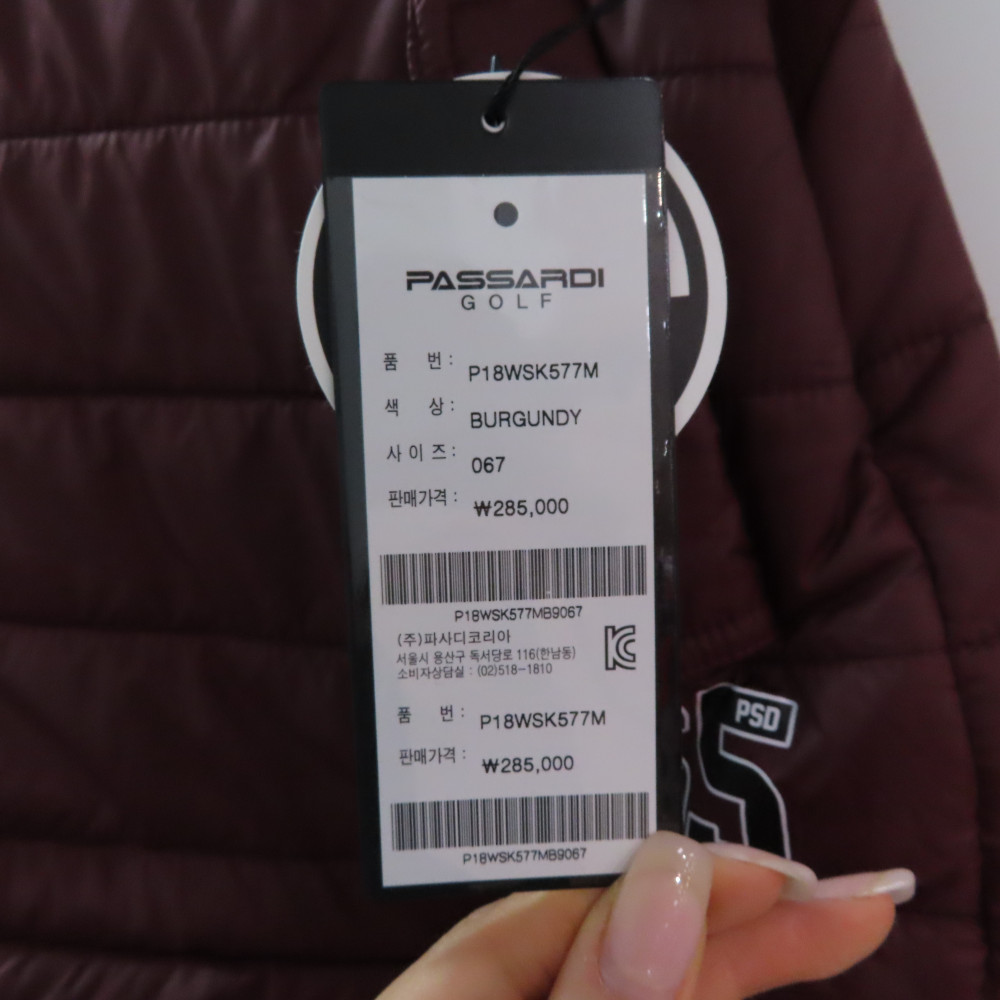 PASSARDI
GOLF
품 번 : P18WSK577M
색 상 : BURGUNDY
사이즈 : 067
판매가격 : ₩285,000
P18WSK577MB9067
(주)파사디코리아
서울시 용산구 독서당로 116(한남동)
소비자상담실 : (02)518-1810
품 번 : P18WSK577M
판매가격 : ₩285,000
P18WSK577MB9067
PSD